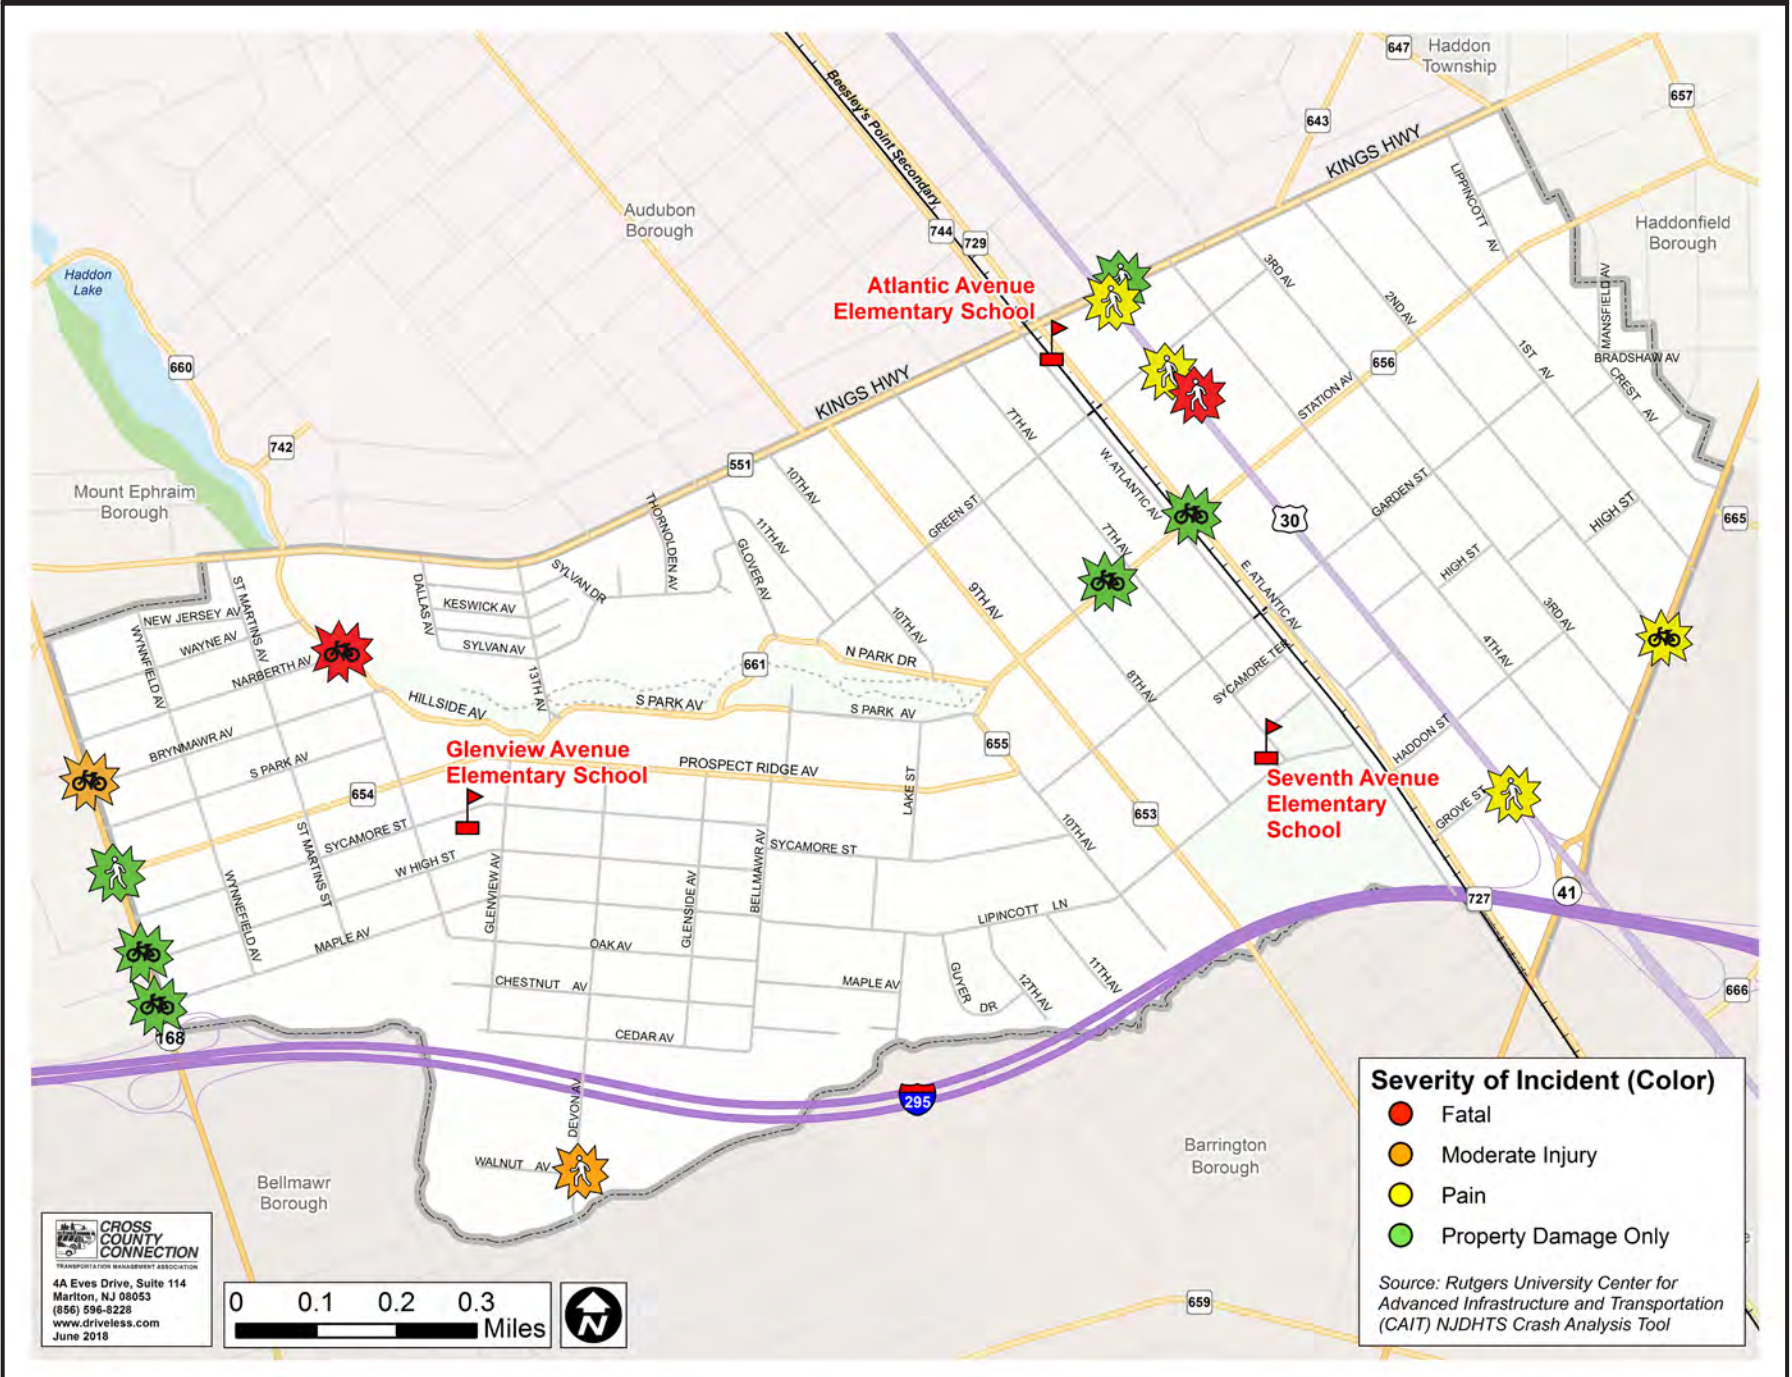 647
Haddon
Township
657
643
KINGS HWY
Beesley's Point Secondary
LIPPINCOTT AV
Audubon
Borough
744
729
Haddonfield
Borough
Haddon
Lake
3RD AV
Atlantic Avenue
Elementary School
2ND AV
MANSFIELD AV
1ST AV
BRADSHAW AV
656
660
CREST AV
KINGS HWY
STATION AV
7TH AV
742
551
W. ATLANTIC AV
10TH AV
Mount Ephraim
Borough
GARDEN ST
HIGH ST
THORNOLDEN AV
GREEN ST
30
665
11TH AV
7TH AV
GLOVER AV
HIGH ST
SYLVAN DR
E. ATLANTIC AV
ST MARTINS AV
DALLAS AV
KESWICK AV
9TH AV
3RD AV
NEW JERSEY AV
10TH AV
WYNNFIELD AV
WAYNE AV
SYLVAN AV
4TH AV
N PARK DR
661
NARBERTH AV
13TH AV
SYCAMORE TER
8TH AV
HILLSIDE AV
S PARK AV
S PARK AV
BRYNMAWR AV
655
HADDON ST
Glenview Avenue
Elementary School
S PARK AV
PROSPECT RIDGE AV
LAKE ST
Seventh Avenue
Elementary
School
654
653
GROVE ST
SYCAMORE ST
10TH AV
SYCAMORE ST
ST MARTINS ST
W HIGH ST
BELLMAWR AV
GLENVIEW AV
GLENSIDE AV
WYNNEFIELD AV
41
727
LIPINCOTT LN
MAPLE AV
OAK AV
CHESTNUT AV
MAPLE AV
GUYER DR
12TH AV
11TH AV
666
168
CEDAR AV
295
DEVON AV
WALNUT AV
Bellmawr
Borough
Barrington
Borough
659
Severity of Incident (Color)
Fatal
Moderate Injury
Pain
Property Damage Only
Source: Rutgers University Center for
Advanced Infrastructure and Transportation
(CAIT) NJDHTS Crash Analysis Tool
CROSS
COUNTY
CONNECTION
TRANSPORTATION MANAGEMENT ASSOCIATION
4A Eves Drive, Suite 114
Marlton, NJ 08053
(856) 596-8228
www.driveless.com
June 2018
0 0.1 0.2 0.3
Miles
N